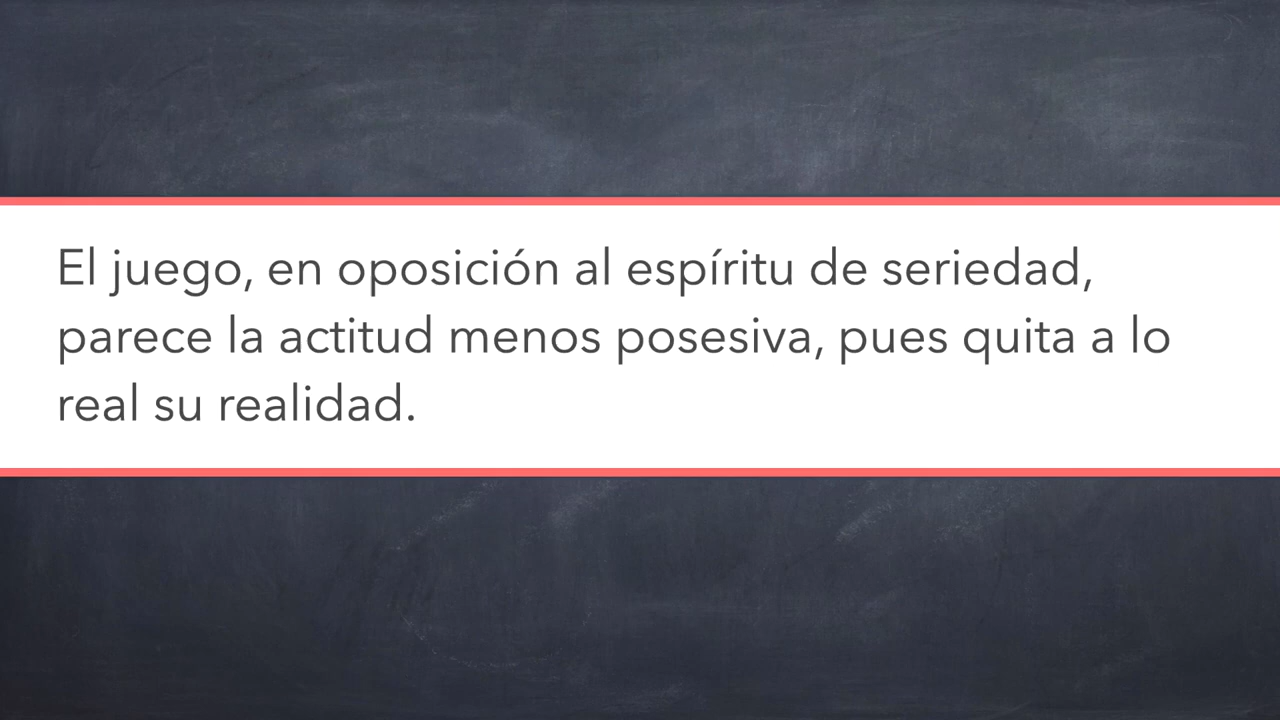 El juego, en oposición al espíritu de seriedad,
parece la actitud menos posesiva, pues quita a lo
real su realidad.